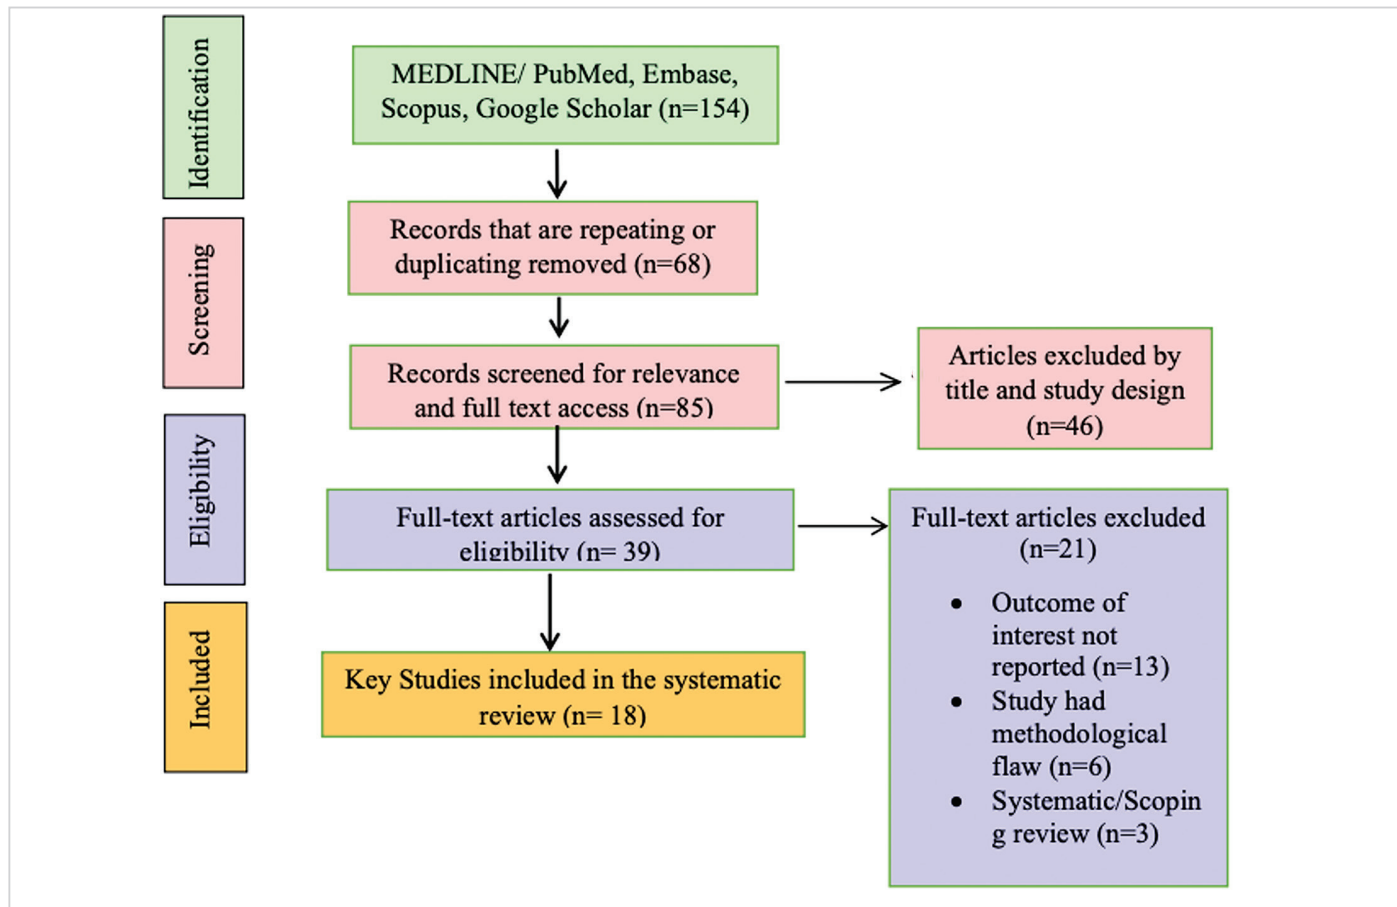 Identification
MEDLINE/ PubMed, Embase,
Scopus, Google Scholar (n=154)
Screening
Records that are repeating or
duplicating removed (n=68)
Records screened for relevance
and full text access (n=85)
Articles excluded by
title and study design
(n=46)
Eligibility
Full-text articles assessed for
eligibility (n= 39)
Full-text articles excluded
(n=21)
• Outcome of
interest not
reported (n=13)
• Study had
methodological
flaw (n=6)
• Systematic/Scopin
g review (n=3)
Included
Key Studies included in the systematic
review (n= 18)